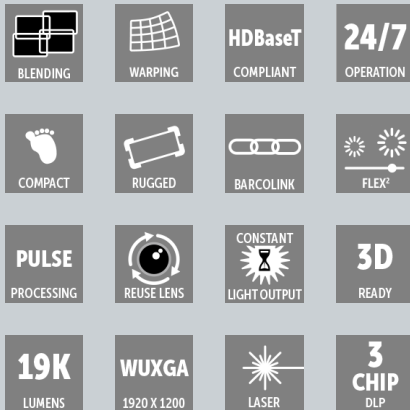 BLENDING
WARPING
HDBaseT
COMPLIANT
24/7
OPERATION
COMPACT
RUGGED
BARCOLINK
FLEX²
PULSE
PROCESSING
REUSE LENS
CONSTANT
LIGHT OUTPUT
3D
READY
19K
LUMENS
WUXGA
1920 X 1200
LASER
3
CHIP
DLP